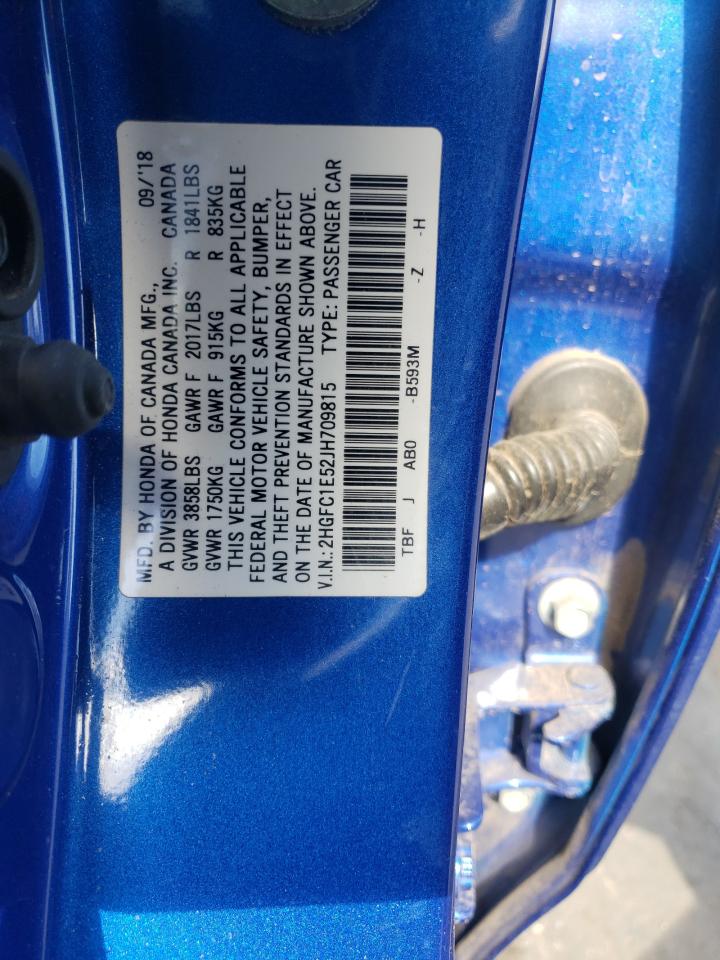 MFD. BY HONDA OF CANADA MFG., 09/'18
A DIVISION OF HONDA CANADA INC. CANADA
GVWR 3858LBS GAWR F 2017LBS R 1841LBS
GVWR 1750KG GAWR F 915KG R 835KG
THIS VEHICLE CONFORMS TO ALL APPLICABLE
FEDERAL MOTOR VEHICLE SAFETY, BUMPER,
AND THEFT PREVENTION STANDARDS IN EFFECT
ON THE DATE OF MANUFACTURE SHOWN ABOVE.
V.I.N.: 2HGFC1E52JH709815 TYPE: PASSENGER CAR
TBF J AB0 -B593M -Z -H